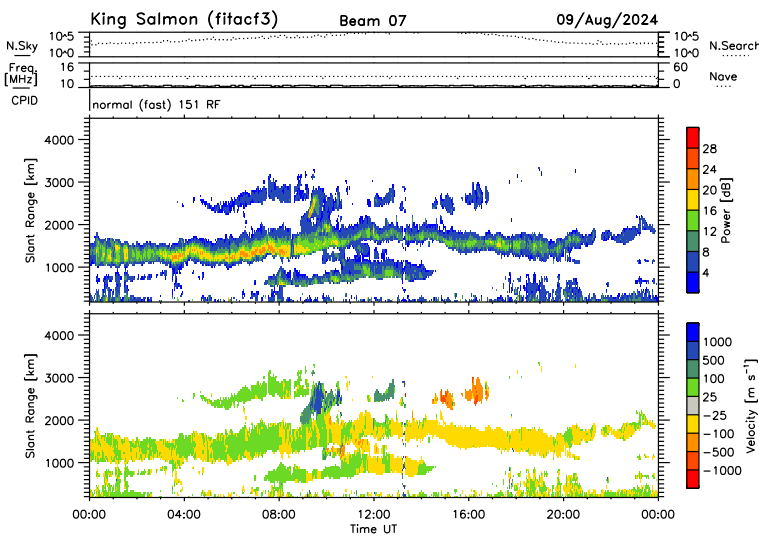 King Salmon (fitacf3) Beam 07 09/Aug/2024
N.Sky 10^5 10^0 10^5 10^0 N.Search
Freq. [MHz] 16 10 60 0 Nave
CPID normal (fast) 151 RF
Slant Range [km] 4000 3000 2000 1000
28 24 20 16 12 8 4 Power [dB]
Slant Range [km] 4000 3000 2000 1000
1000 500 100 25 −25 −100 −500 −1000 Velocity [m s⁻¹]
00:00 04:00 08:00 12:00 16:00 20:00 00:00
Time UT